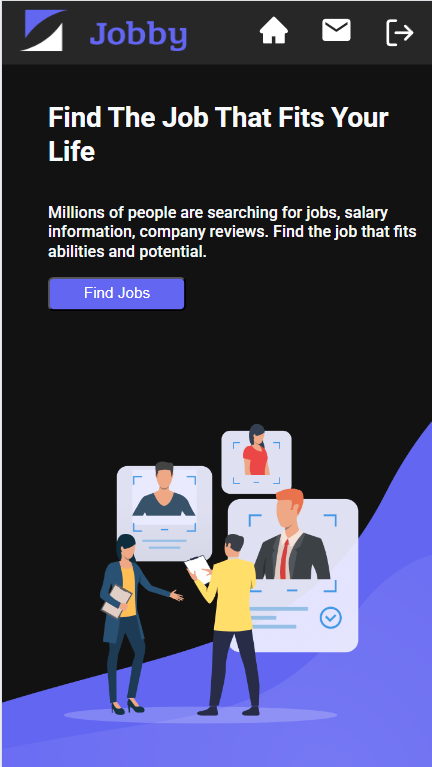 Jobby
Find The Job That Fits Your
Life
Millions of people are searching for jobs, salary
information, company reviews. Find the job that fits
abilities and potential.
Find Jobs